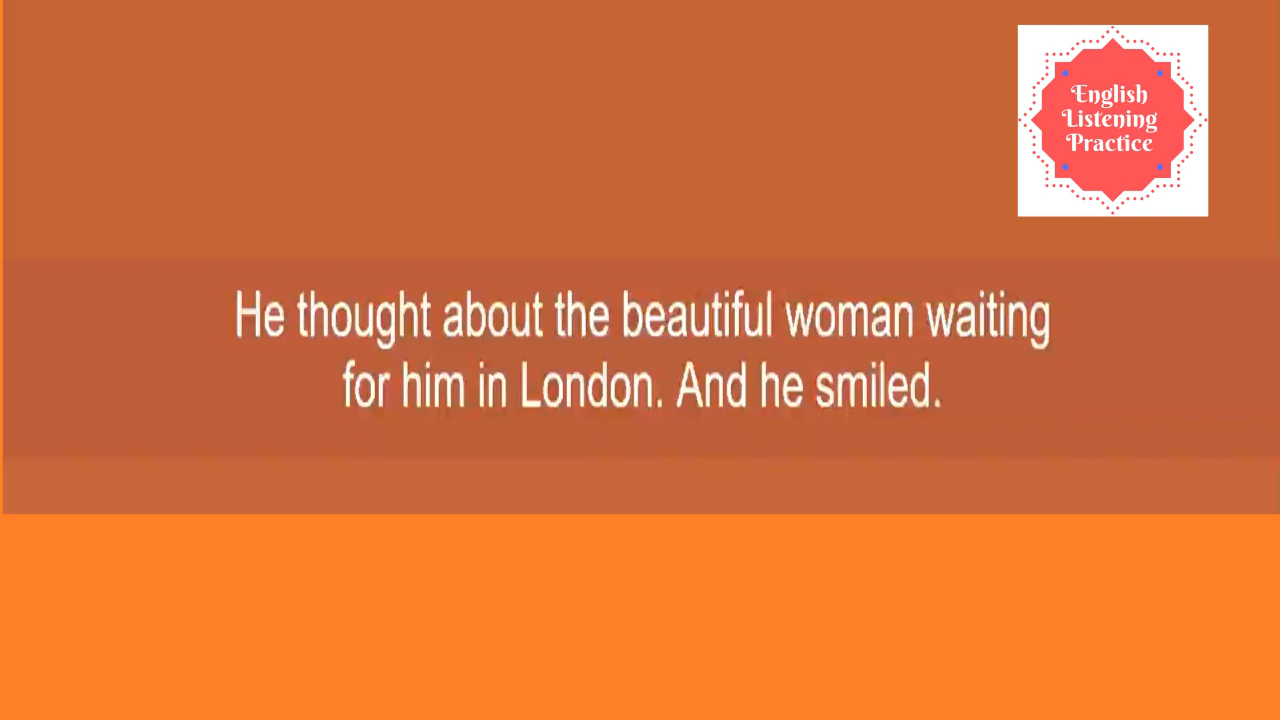 English
Listening
Practice
He thought about the beautiful woman waiting
for him in London. And he smiled.